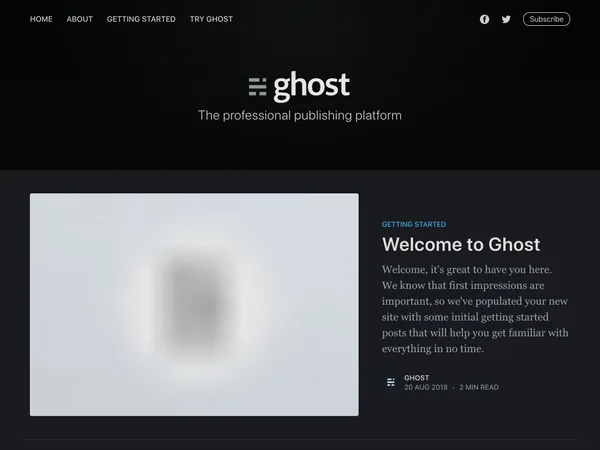 HOME ABOUT GETTING STARTED TRY GHOST Subscribe
ghost
The professional publishing platform
GETTING STARTED
Welcome to Ghost
Welcome, it's great to have you here.
We know that first impressions are
important, so we've populated your new
site with some initial getting started
posts that will help you get familiar with
everything in no time.
GHOST
20 AUG 2018 • 2 MIN READ